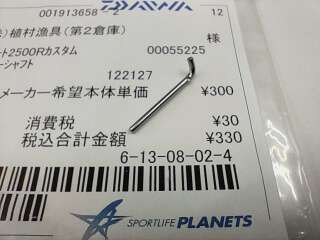 001913658 2 DAIWA 12
)植村漁具(第2倉庫) 様
ート2500Rカスタム 00055225
ーシャフト
122127
メーカー希望本体単価 ¥300
消費税 ¥30
税込合計金額 ¥330
6-13-08-02-4
SPORTLIFE PLANETS